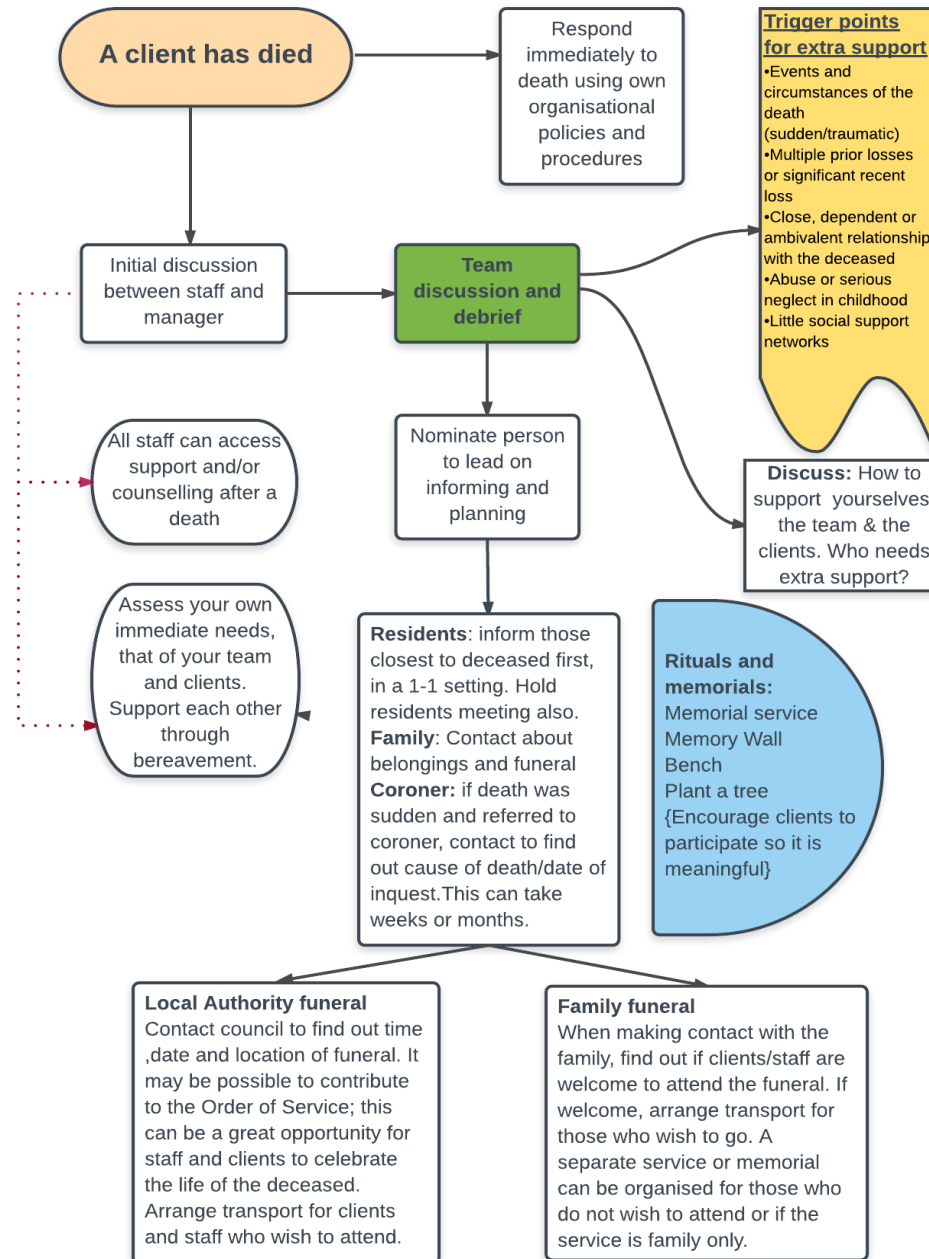 A client has died
Respond
immediately to
death using own
organisational
policies and
procedures
Trigger points
for extra support
•Events and
circumstances of the
death
(sudden/traumatic)
•Multiple prior losses
or significant recent
loss
•Close, dependent or
ambivalent relationship
with the deceased
•Abuse or serious
neglect in childhood
•Little social support
networks
Initial discussion
between staff and
manager
Team
discussion and
debrief
All staff can access
support and/or
counselling after a
death
Nominate person
to lead on
informing and
planning
Discuss: How to
support yourselves
the team & the
clients. Who needs
extra support?
Assess your own
immediate needs,
that of your team
and clients.
Support each other
through
bereavement.
Residents: inform those
closest to deceased first,
in a 1-1 setting. Hold
residents meeting also.
Family: Contact about
belongings and funeral
Coroner: if death was
sudden and referred to
coroner, contact to find
out cause of death/date of
inquest.This can take
weeks or months.
Rituals and
memorials:
Memorial service
Memory Wall
Bench
Plant a tree
{Encourage clients to
participate so it is
meaningful}
Local Authority funeral
Contact council to find out time
,date and location of funeral. It
may be possible to contribute
to the Order of Service; this
can be a great opportunity for
staff and clients to celebrate
the life of the deceased.
Arrange transport for clients
and staff who wish to attend.
Family funeral
When making contact with the
family, find out if clients/staff are
welcome to attend the funeral. If
welcome, arrange transport for
those who wish to go. A
separate service or memorial
can be organised for those who
do not wish to attend or if the
service is family only.